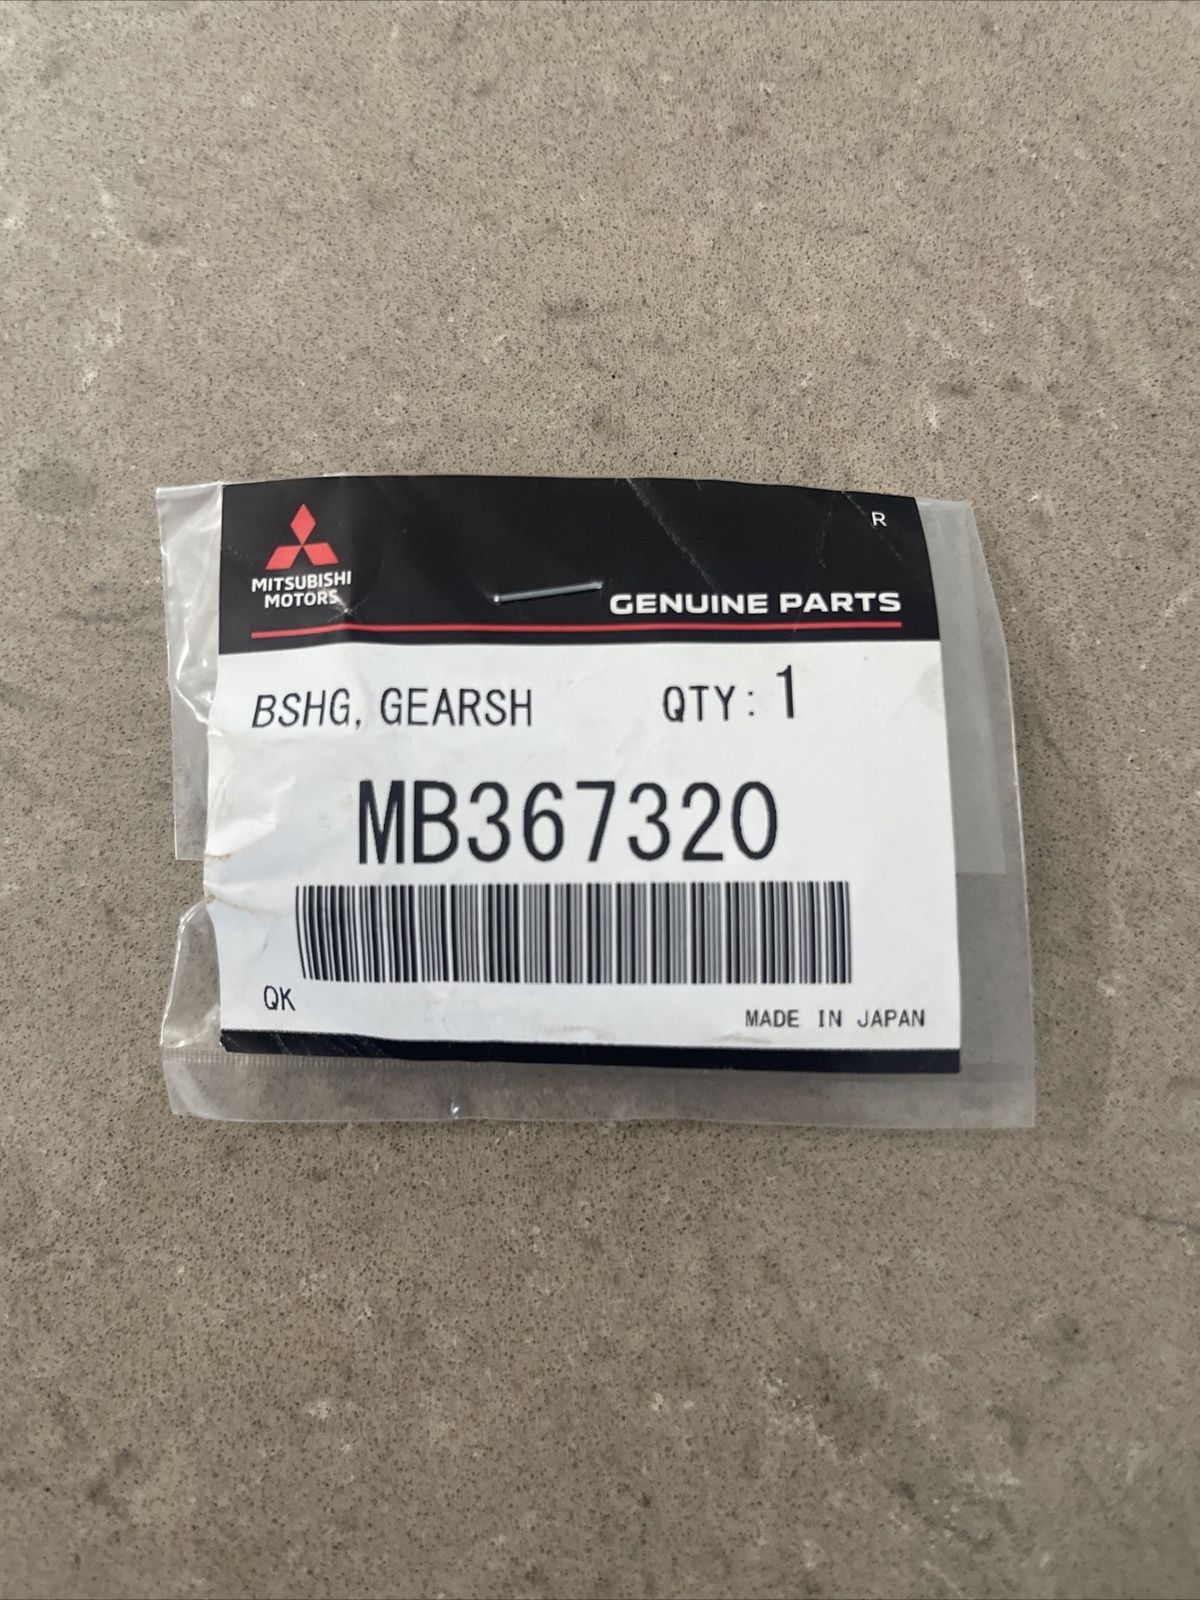 R
MITSUBISHI
MOTORS
GENUINE PARTS
BSHG, GEARSH QTY: 1
MB367320
QK
MADE IN JAPAN